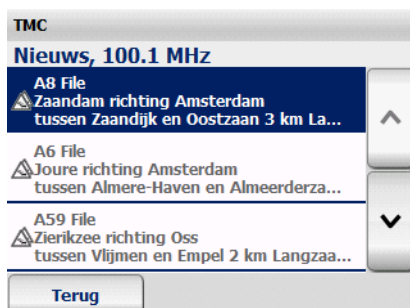 TMC
Nieuws, 100.1 MHz
A8 File
Zaandam richting Amsterdam
tussen Zaandijk en Oostzaan 3 km La...
A6 File
Joure richting Amsterdam
tussen Almere-Haven en Almeerderza...
A59 File
Zierikzee richting Oss
tussen Vlijmen en Empel 2 km Langzaa...
Terug